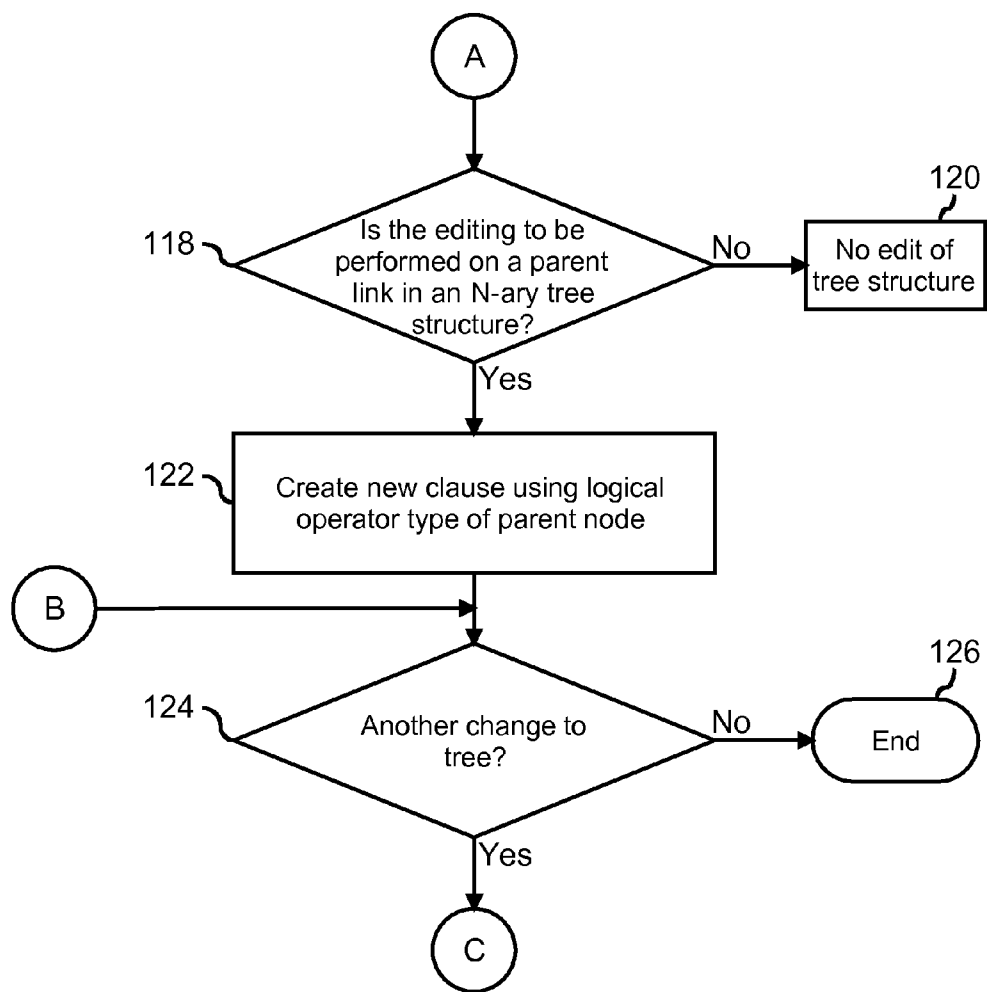 A
118
Is the editing to be
performed on a parent
link in an N-ary tree
structure?
No
120
No edit of
tree structure
Yes
122
Create new clause using logical
operator type of parent node
B
124
Another change to
tree?
No
126
End
Yes
C